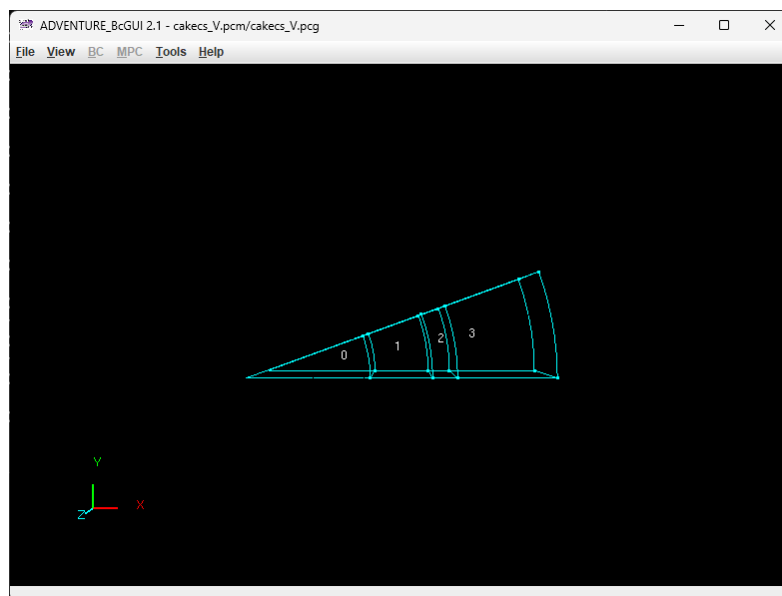 ADVENTURE_BcGUI 2.1 - cakecs_V.pcm/cakecs_V.pcg
File View BC MPC Tools Help
0 1 2 3
Y
X
Z